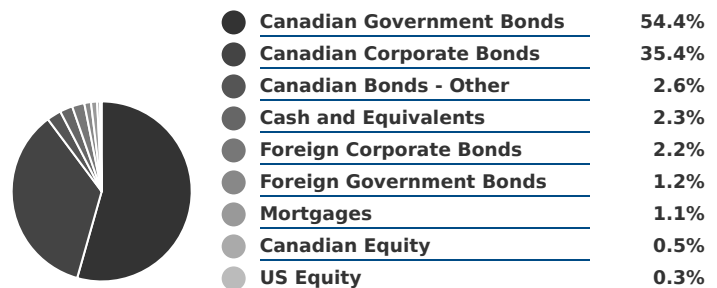 Canadian Government Bonds 54.4%
Canadian Corporate Bonds 35.4%
Canadian Bonds - Other 2.6%
Cash and Equivalents 2.3%
Foreign Corporate Bonds 2.2%
Foreign Government Bonds 1.2%
Mortgages 1.1%
Canadian Equity 0.5%
US Equity 0.3%